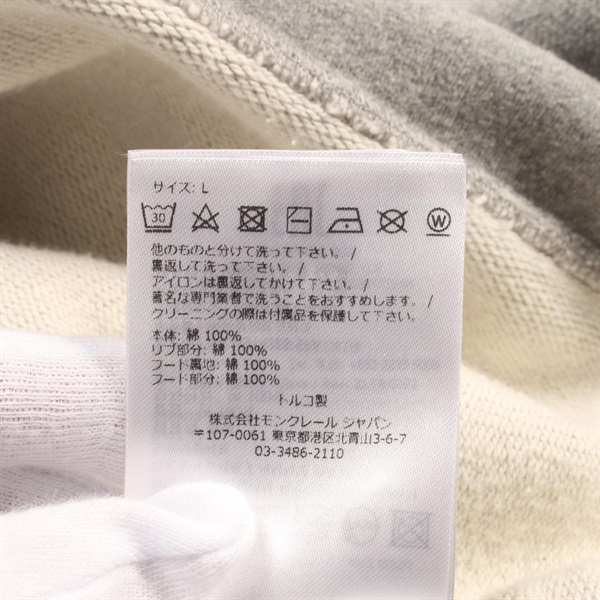 サイズ: L
30
W
他のものと分けて洗って下さい。/
裏返して洗って下さい。/
アイロンは裏返してかけて下さい。/
著名な専門業者で洗うことをおすすめします。/
クリーニングの際は付属品を保護して下さい。
本体: 綿 100%
リブ部分: 綿 100%
フード裏地: 綿 100%
フード部分: 綿 100%
トルコ製
株式会社モンクレール ジャパン
〒107-0061 東京都港区北青山3-6-7
03-3486-2110